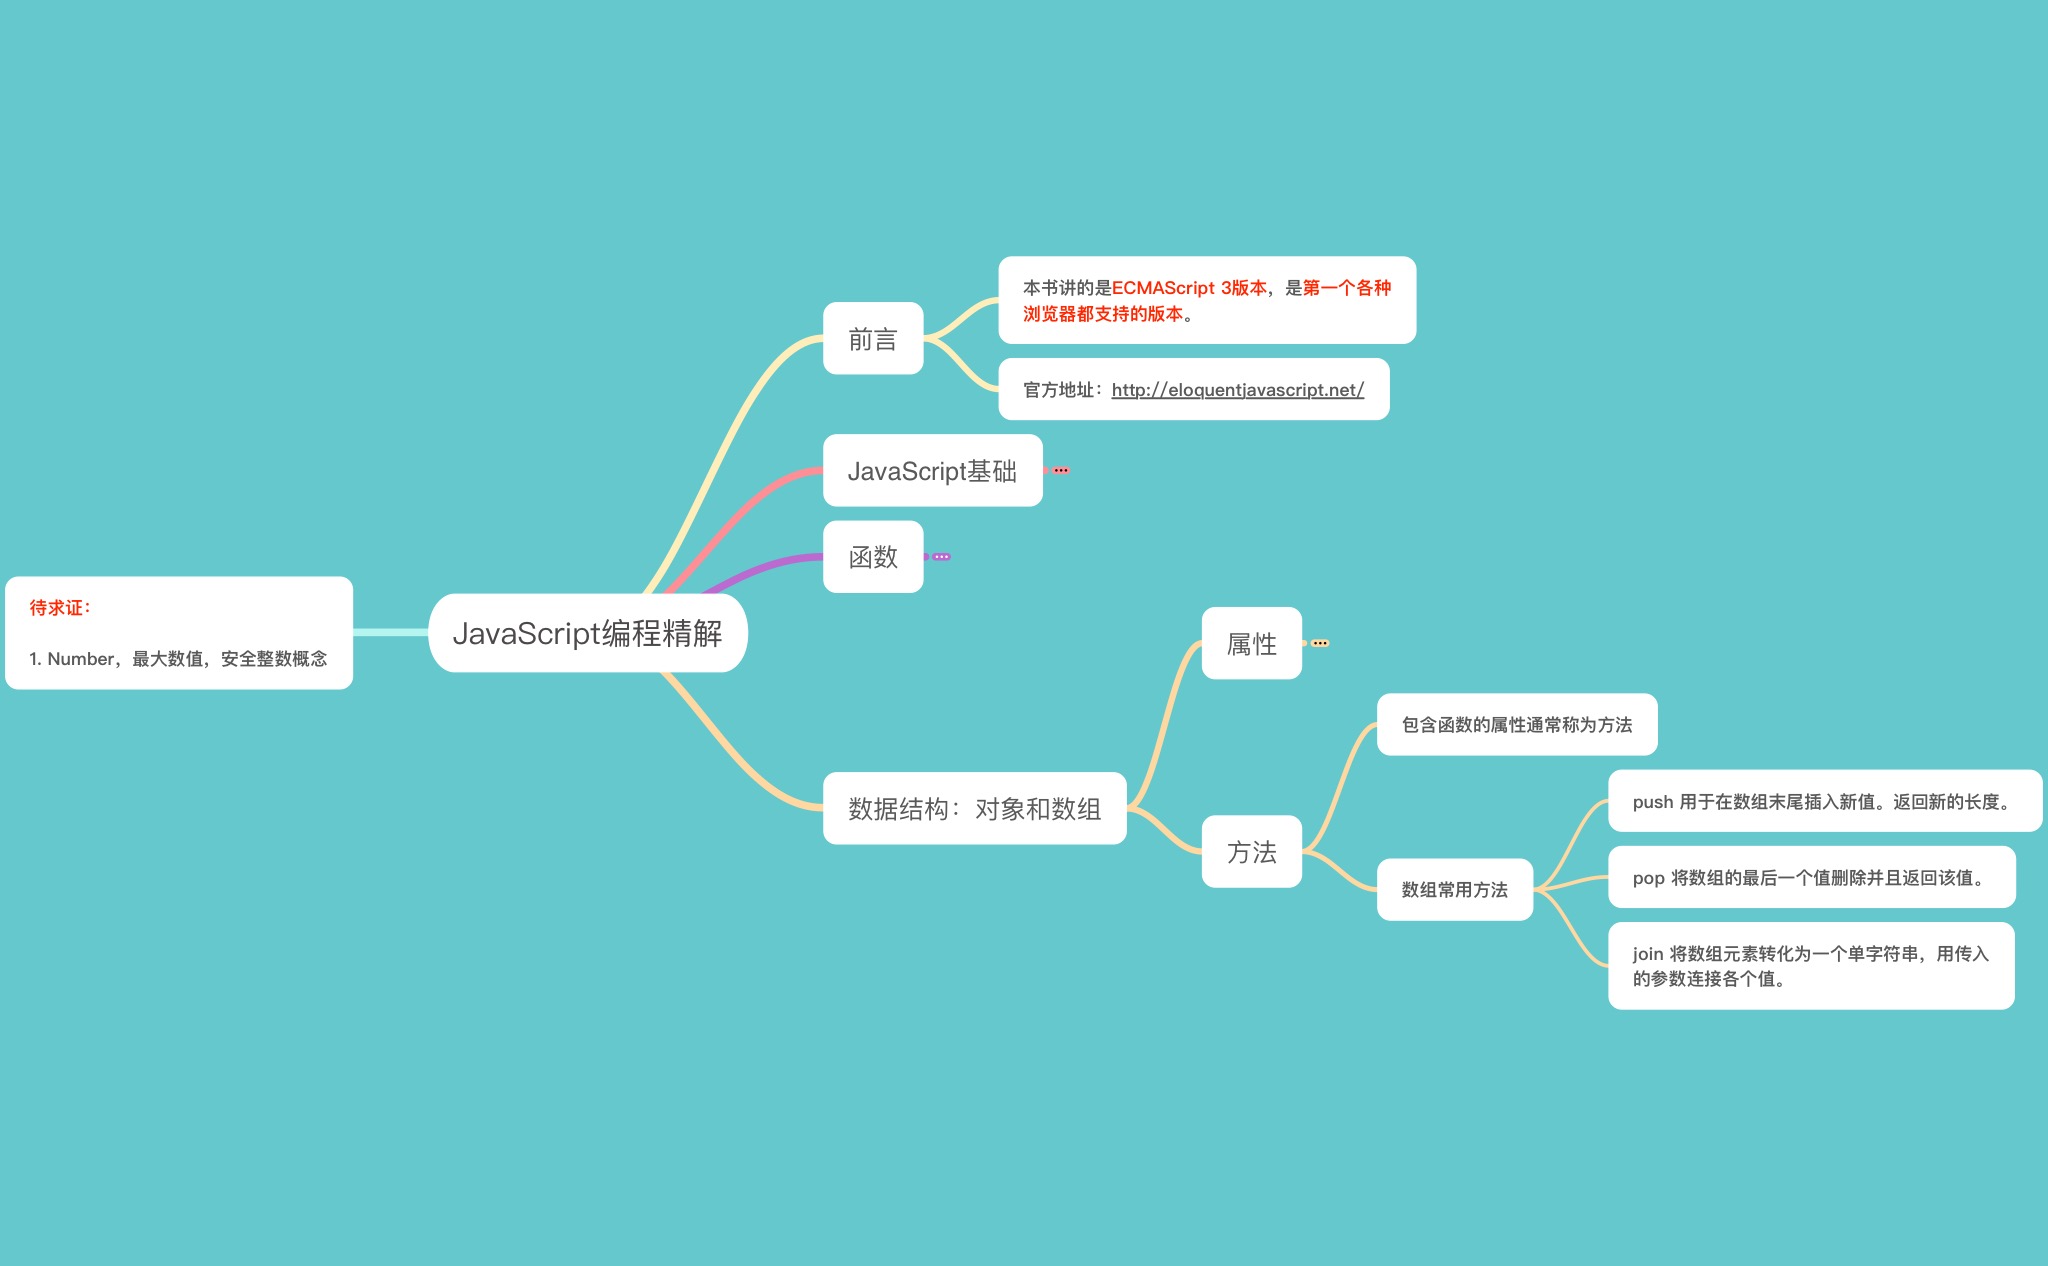 待求证：
1. Number，最大数值，安全整数概念
JavaScript编程精解
前言
本书讲的是ECMAScript 3版本，是第一个各种
浏览器都支持的版本。
官方地址：http://eloquentjavascript.net/
JavaScript基础
函数
数据结构：对象和数组
属性
方法
包含函数的属性通常称为方法
数组常用方法
push 用于在数组末尾插入新值。返回新的长度。
pop 将数组的最后一个值删除并且返回该值。
join 将数组元素转化为一个单字符串，用传入
的参数连接各个值。